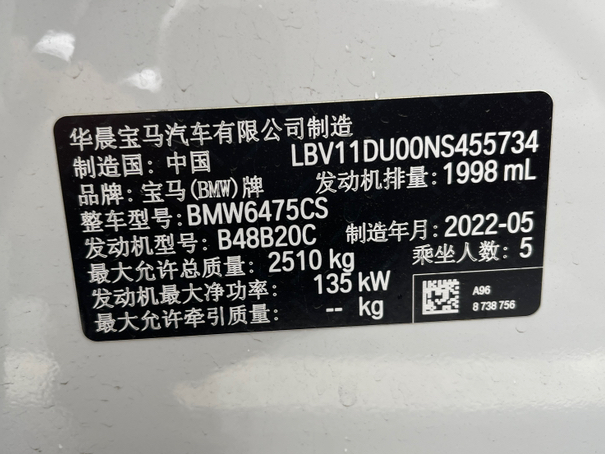 华晨宝马汽车有限公司制造
制造国: 中国 LBV11DU00NS455734
品牌: 宝马(BMW)牌 发动机排量: 1998 mL
整车型号: BMW6475CS
发动机型号: B48B20C 制造年月: 2022-05
最大允许总质量: 2510 kg 乘坐人数: 5
发动机最大净功率: 135 kW
最大允许牵引质量: -- kg
A96
8 738 756